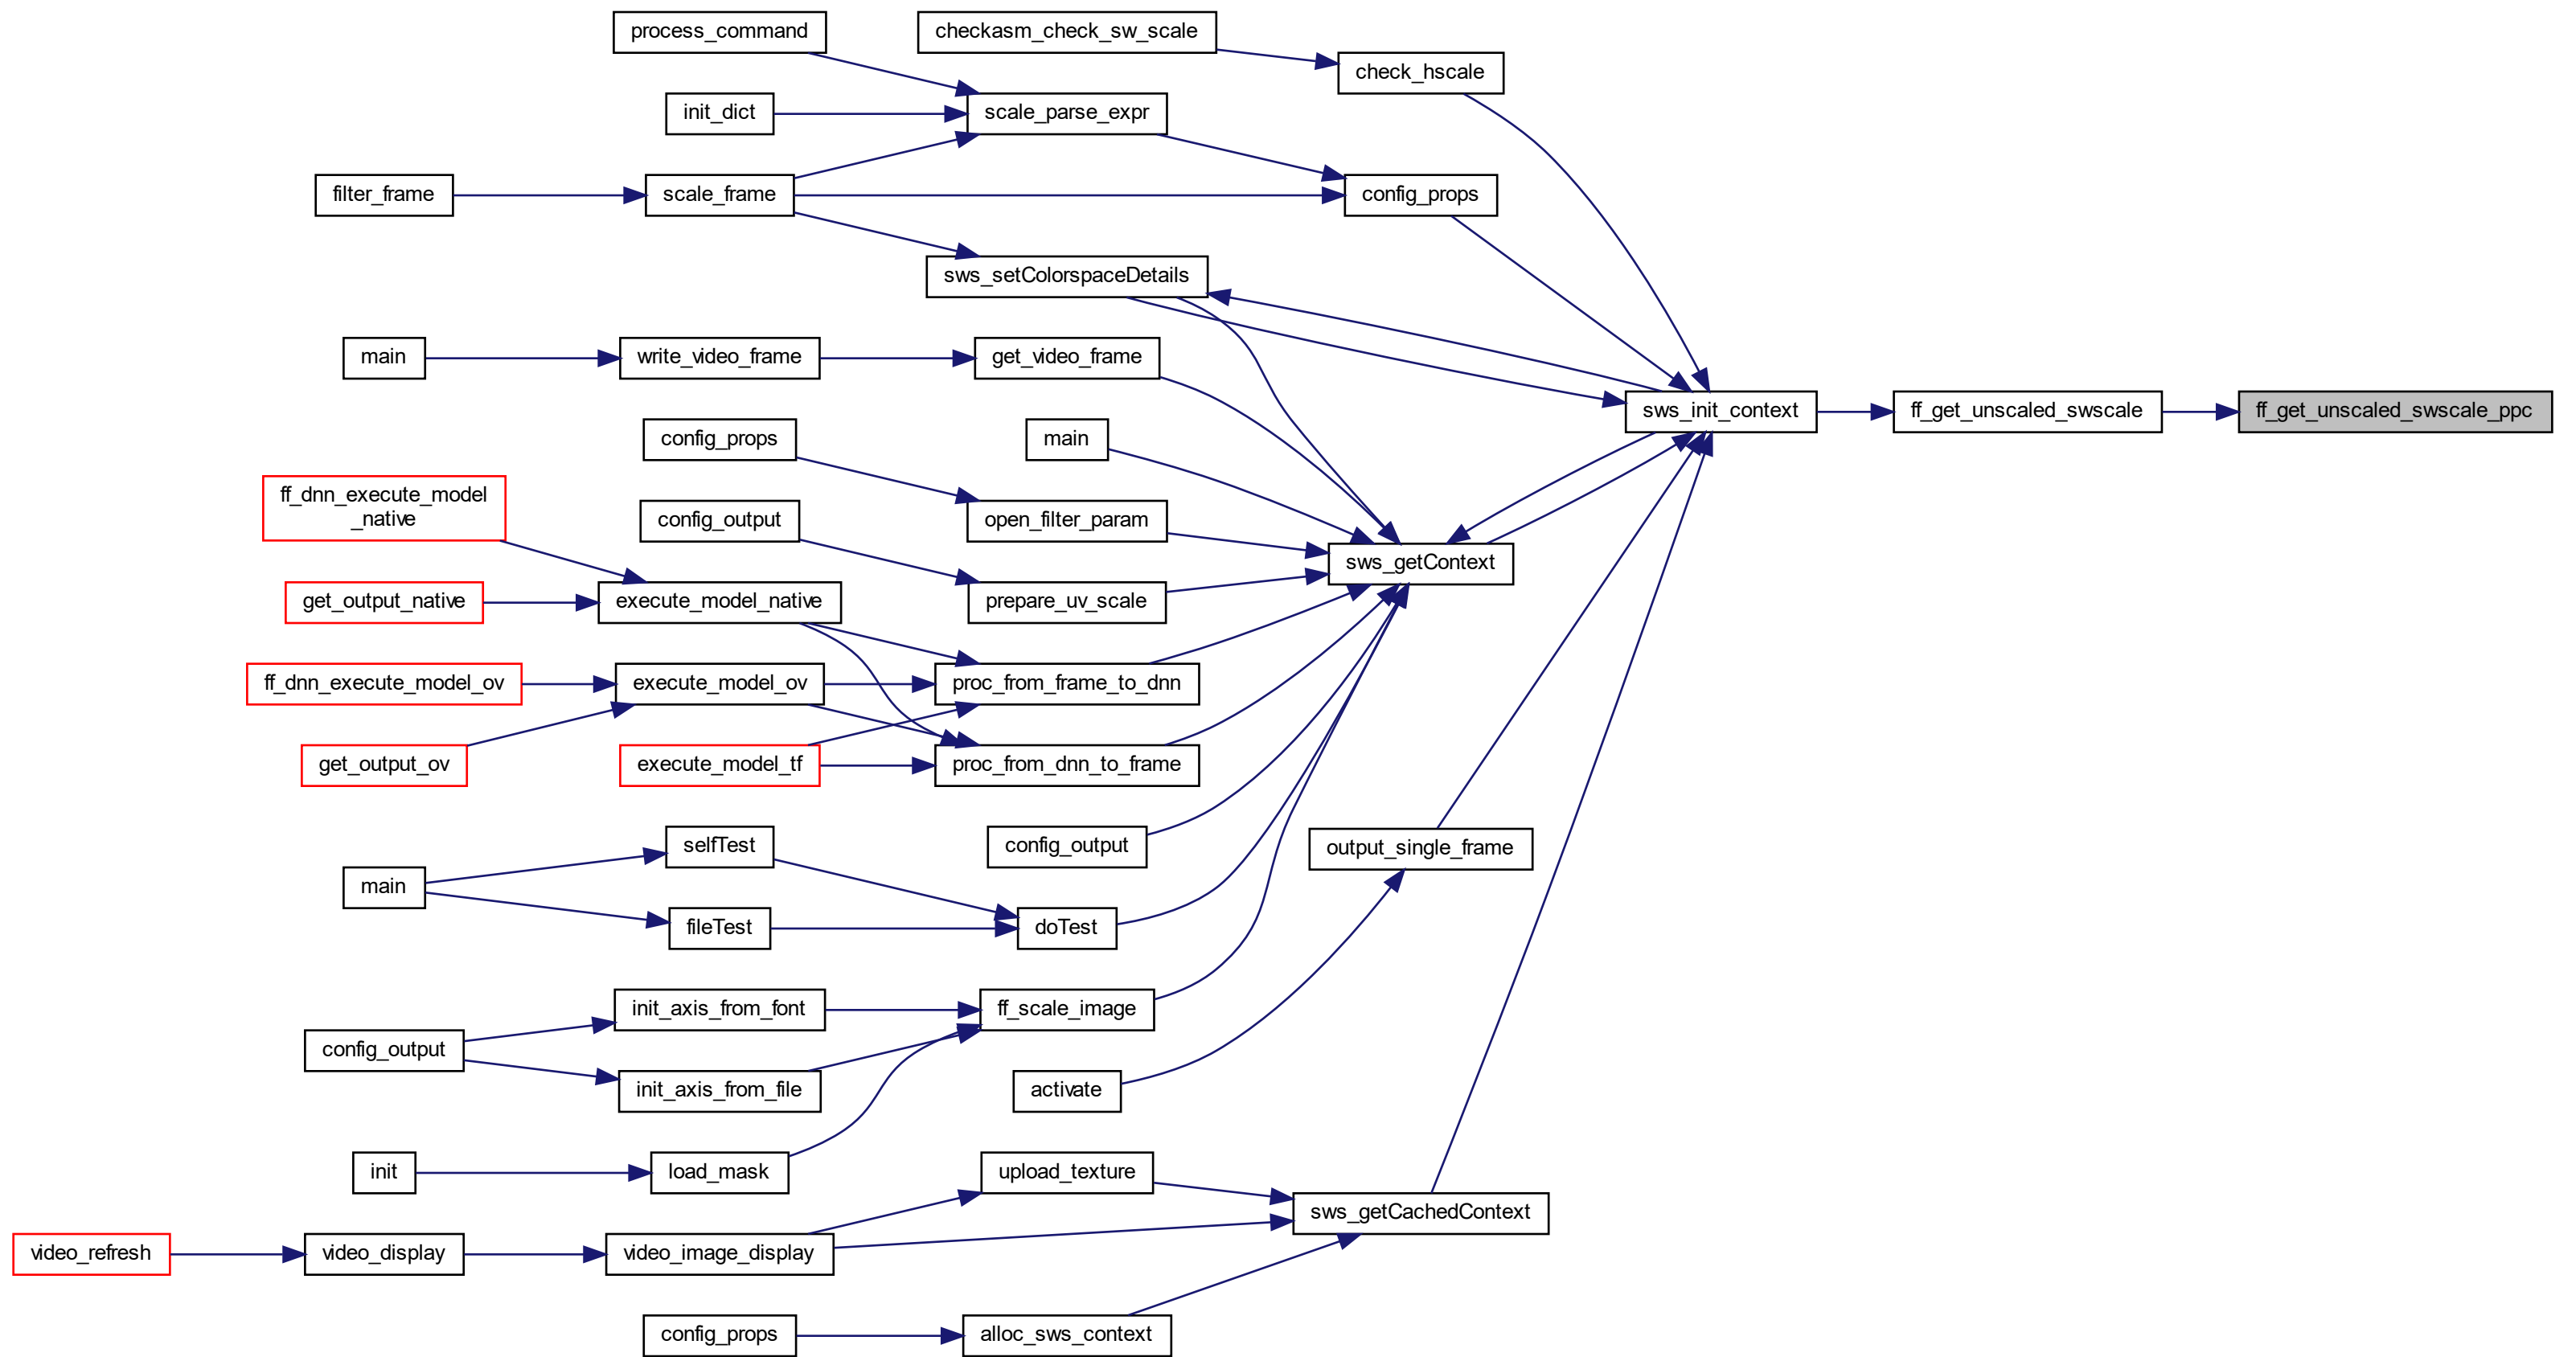 process_command
checkasm_check_sw_scale
check_hscale
init_dict
scale_parse_expr
filter_frame
scale_frame
config_props
sws_setColorspaceDetails
main
write_video_frame
get_video_frame
sws_init_context
ff_get_unscaled_swscale
ff_get_unscaled_swscale_ppc
config_props
main
ff_dnn_execute_model
_native
config_output
open_filter_param
sws_getContext
get_output_native
execute_model_native
prepare_uv_scale
ff_dnn_execute_model_ov
execute_model_ov
proc_from_frame_to_dnn
get_output_ov
execute_model_tf
proc_from_dnn_to_frame
selfTest
config_output
output_single_frame
main
fileTest
doTest
init_axis_from_font
ff_scale_image
config_output
init_axis_from_file
activate
init
load_mask
upload_texture
sws_getCachedContext
video_refresh
video_display
video_image_display
config_props
alloc_sws_context